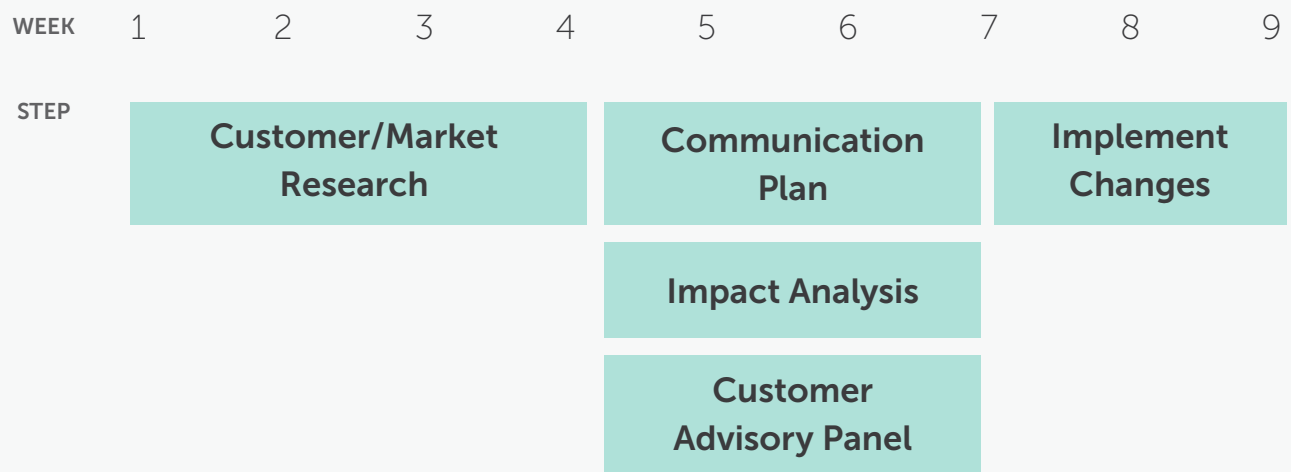 WEEK 1 2 3 4 5 6 7 8 9
STEP
Customer/Market
Research
Communication
Plan
Implement
Changes
Impact Analysis
Customer
Advisory Panel